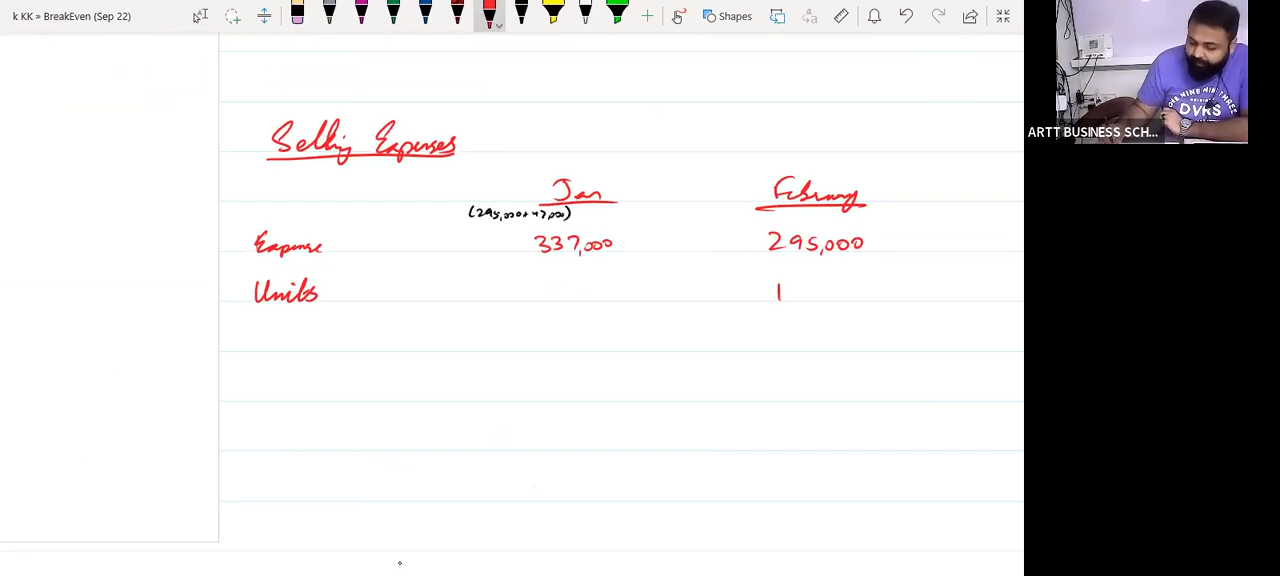 k KK » BreakEven (Sep 22)
Shapes
ARTT BUSINESS SCH...
DVRS
Selling Expenses
Jan February
(295,000+42,000)
Expense 337,000 295,000
Units 1